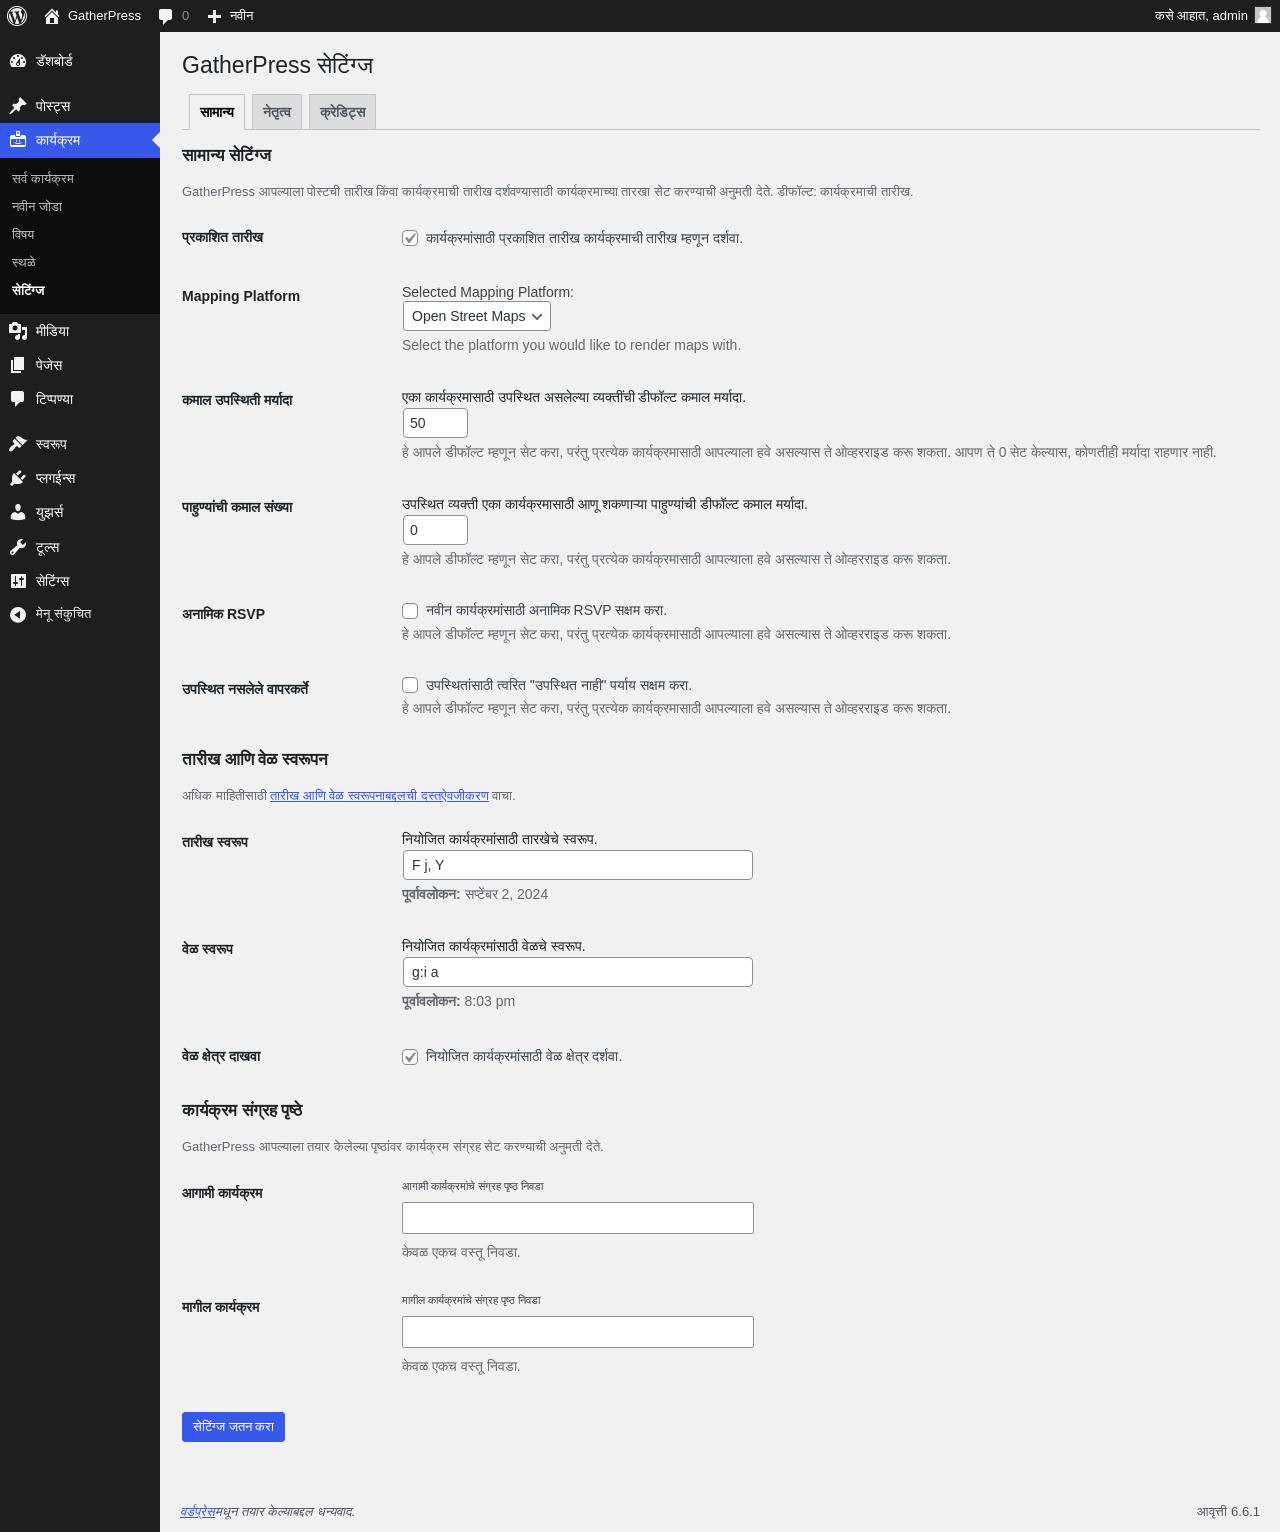 GatherPress
0
नवीन
कसे आहात, admin
डॅशबोर्ड
पोस्ट्स
कार्यक्रम
सर्व कार्यक्रम
नवीन जोडा
विषय
स्थळे
सेटिंग्ज
मीडिया
पेजेस
टिप्पण्या
स्वरूप
प्लगईन्स
युझर्स
टूल्स
सेटिंग्स
मेनू संकुचित
GatherPress सेटिंग्ज
सामान्य
नेतृत्व
क्रेडिट्स
सामान्य सेटिंग्ज
GatherPress आपल्याला पोस्टची तारीख किंवा कार्यक्रमाची तारीख दर्शवण्यासाठी कार्यक्रमाच्या तारखा सेट करण्याची अनुमती देते. डीफॉल्ट: कार्यक्रमाची तारीख.
प्रकाशित तारीख
कार्यक्रमांसाठी प्रकाशित तारीख कार्यक्रमाची तारीख म्हणून दर्शवा.
Mapping Platform
Selected Mapping Platform:
Open Street Maps
Select the platform you would like to render maps with.
कमाल उपस्थिती मर्यादा
एका कार्यक्रमासाठी उपस्थित असलेल्या व्यक्तींची डीफॉल्ट कमाल मर्यादा.
50
हे आपले डीफॉल्ट म्हणून सेट करा, परंतु प्रत्येक कार्यक्रमासाठी आपल्याला हवे असल्यास ते ओव्हरराइड करू शकता. आपण ते 0 सेट केल्यास, कोणतीही मर्यादा राहणार नाही.
पाहुण्यांची कमाल संख्या
उपस्थित व्यक्ती एका कार्यक्रमासाठी आणू शकणाऱ्या पाहुण्यांची डीफॉल्ट कमाल मर्यादा.
0
हे आपले डीफॉल्ट म्हणून सेट करा, परंतु प्रत्येक कार्यक्रमासाठी आपल्याला हवे असल्यास ते ओव्हरराइड करू शकता.
अनामिक RSVP
नवीन कार्यक्रमांसाठी अनामिक RSVP सक्षम करा.
हे आपले डीफॉल्ट म्हणून सेट करा, परंतु प्रत्येक कार्यक्रमासाठी आपल्याला हवे असल्यास ते ओव्हरराइड करू शकता.
उपस्थित नसलेले वापरकर्ते
उपस्थितांसाठी त्वरित "उपस्थित नाही" पर्याय सक्षम करा.
हे आपले डीफॉल्ट म्हणून सेट करा, परंतु प्रत्येक कार्यक्रमासाठी आपल्याला हवे असल्यास ते ओव्हरराइड करू शकता.
तारीख आणि वेळ स्वरूपन
अधिक माहितीसाठी तारीख आणि वेळ स्वरूपनाबद्दलची दस्तऐवजीकरण वाचा.
तारीख स्वरूप
नियोजित कार्यक्रमांसाठी तारखेचे स्वरूप.
F j, Y
पूर्वावलोकन: सप्टेंबर 2, 2024
वेळ स्वरूप
नियोजित कार्यक्रमांसाठी वेळचे स्वरूप.
g:i a
पूर्वावलोकन: 8:03 pm
वेळ क्षेत्र दाखवा
नियोजित कार्यक्रमांसाठी वेळ क्षेत्र दर्शवा.
कार्यक्रम संग्रह पृष्ठे
GatherPress आपल्याला तयार केलेल्या पृष्ठांवर कार्यक्रम संग्रह सेट करण्याची अनुमती देते.
आगामी कार्यक्रम
आगामी कार्यक्रमांचे संग्रह पृष्ठ निवडा
केवळ एकच वस्तू निवडा.
मागील कार्यक्रम
मागील कार्यक्रमांचे संग्रह पृष्ठ निवडा
केवळ एकच वस्तू निवडा.
सेटिंग्ज जतन करा
वर्डप्रेसमधून तयार केल्याबद्दल धन्यवाद.
आवृत्ती 6.6.1